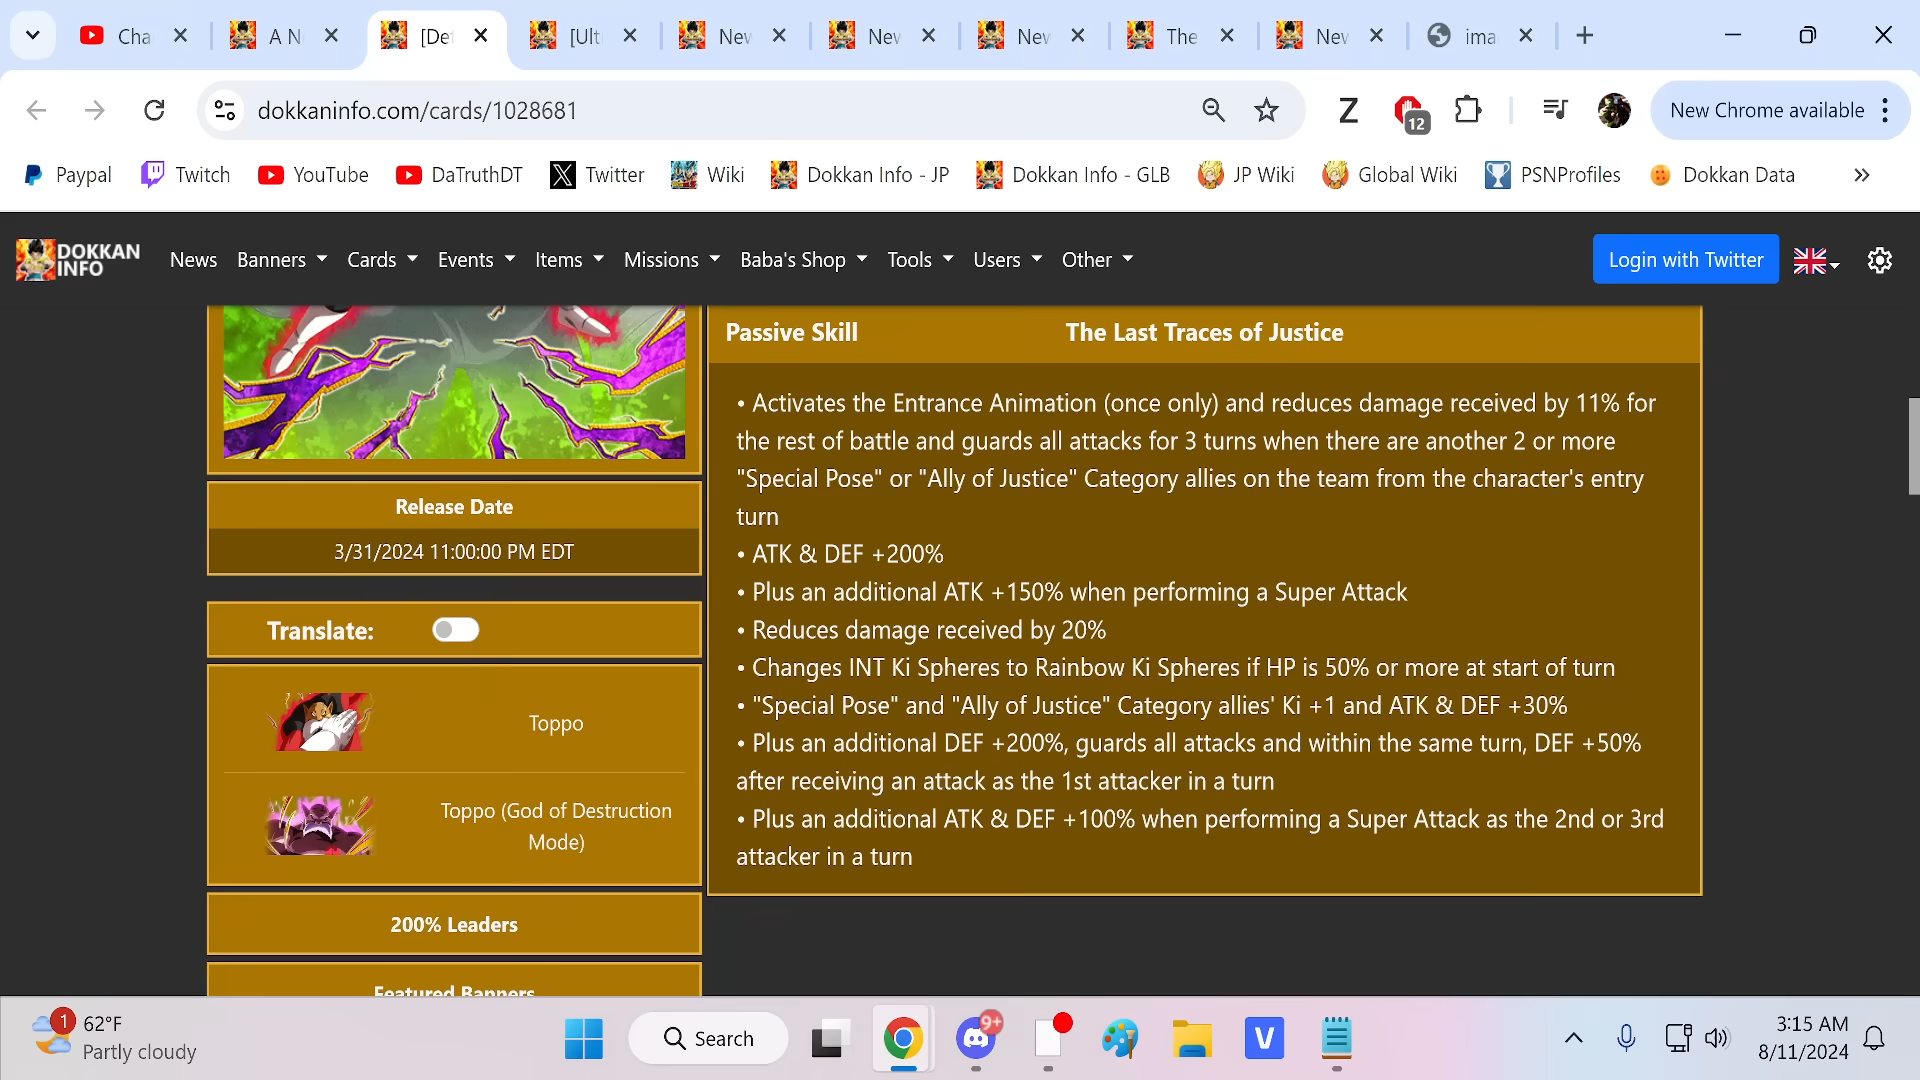 Cha
A N
[De
[Ult
New
New
New
The
New
ima
dokkaninfo.com/cards/1028681
12
New Chrome available
Paypal
Twitch
YouTube
DaTruthDT
Twitter
Wiki
Dokkan Info - JP
Dokkan Info - GLB
JP Wiki
Global Wiki
PSNProfiles
Dokkan Data
DOKKAN
INFO
News
Banners
Cards
Events
Items
Missions
Baba's Shop
Tools
Users
Other
Login with Twitter
Release Date
3/31/2024 11:00:00 PM EDT
Translate:
Toppo
Toppo (God of Destruction
Mode)
200% Leaders
Featured Banners
Passive Skill
The Last Traces of Justice
• Activates the Entrance Animation (once only) and reduces damage received by 11% for
the rest of battle and guards all attacks for 3 turns when there are another 2 or more
"Special Pose" or "Ally of Justice" Category allies on the team from the character's entry
turn
• ATK & DEF +200%
• Plus an additional ATK +150% when performing a Super Attack
• Reduces damage received by 20%
• Changes INT Ki Spheres to Rainbow Ki Spheres if HP is 50% or more at start of turn
• "Special Pose" and "Ally of Justice" Category allies' Ki +1 and ATK & DEF +30%
• Plus an additional DEF +200%, guards all attacks and within the same turn, DEF +50%
after receiving an attack as the 1st attacker in a turn
• Plus an additional ATK & DEF +100% when performing a Super Attack as the 2nd or 3rd
attacker in a turn
1
62°F
Partly cloudy
Search
9+
V
3:15 AM
8/11/2024